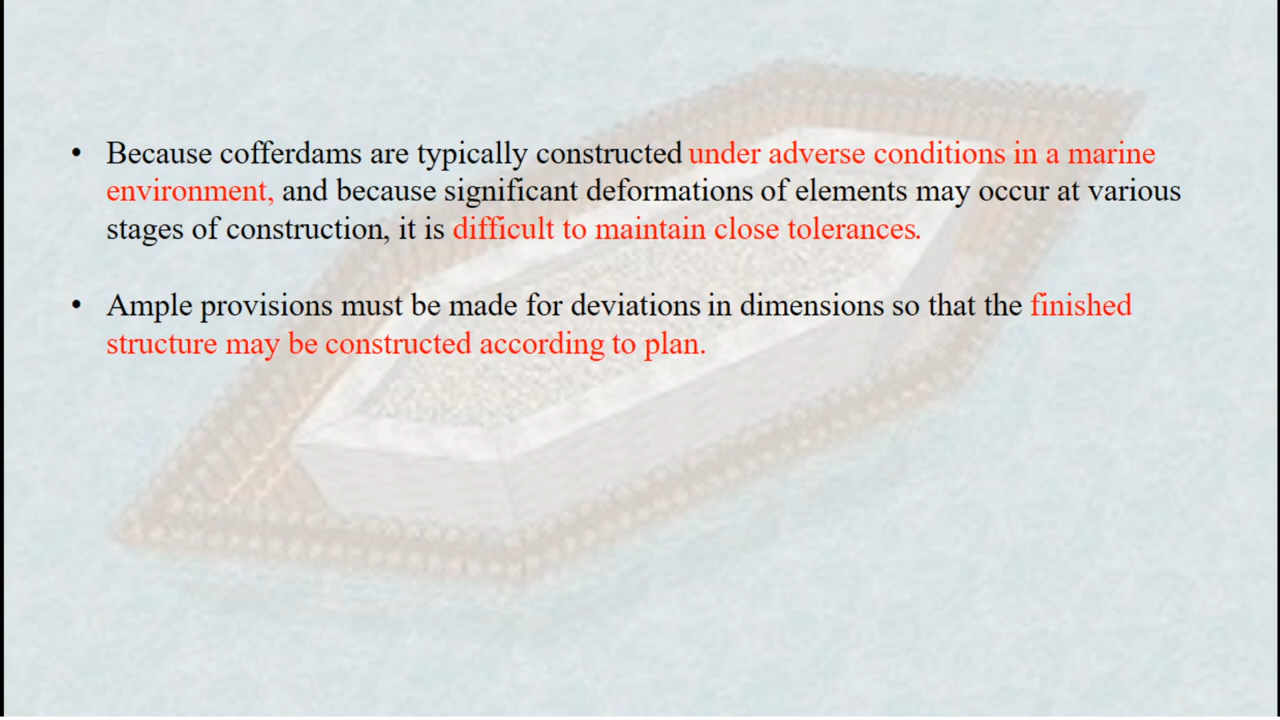 • Because cofferdams are typically constructed under adverse conditions in a marine
environment, and because significant deformations of elements may occur at various
stages of construction, it is difficult to maintain close tolerances.
• Ample provisions must be made for deviations in dimensions so that the finished
structure may be constructed according to plan.